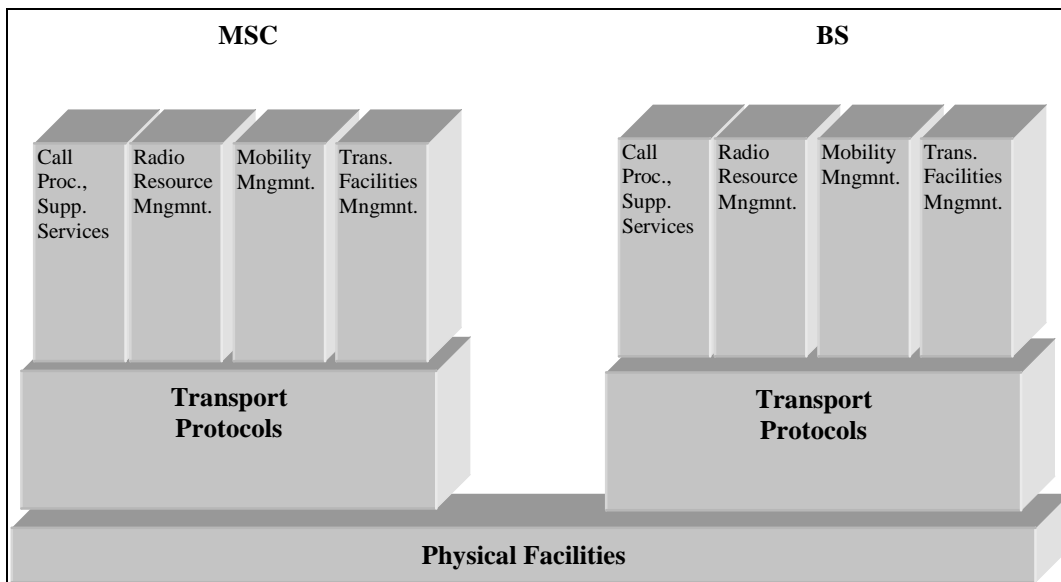 MSC
BS
Call
Proc.,
Supp.
Services
Radio
Resource
Mngmnt.
Mobility
Mngmnt.
Trans.
Facilities
Mngmnt.
Call
Proc.,
Supp.
Services
Radio
Resource
Mngmnt.
Mobility
Mngmnt.
Trans.
Facilities
Mngmnt.
Transport
Protocols
Transport
Protocols
Physical Facilities